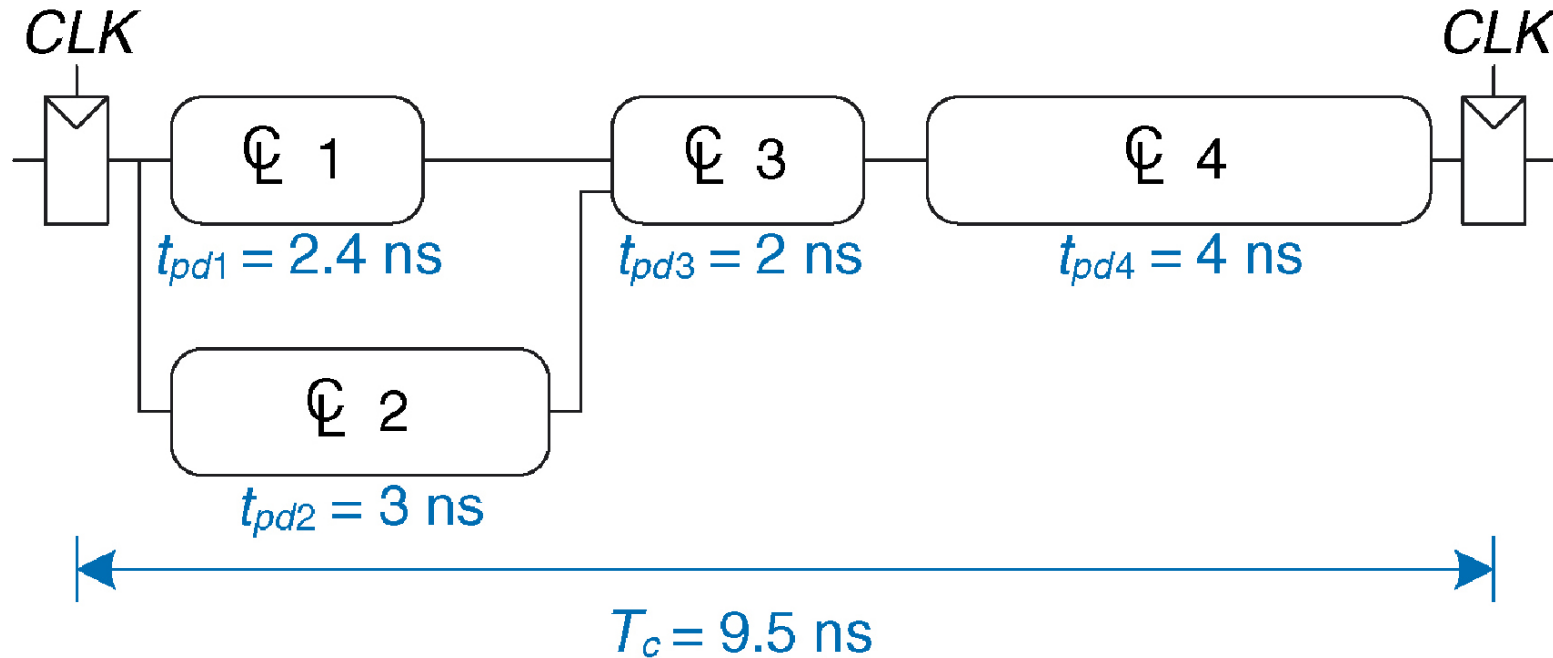 CLK
CLK
CL 1
CL 3
CL 4
tpd1 = 2.4 ns
tpd3 = 2 ns
tpd4 = 4 ns
CL 2
tpd2 = 3 ns
Tc = 9.5 ns